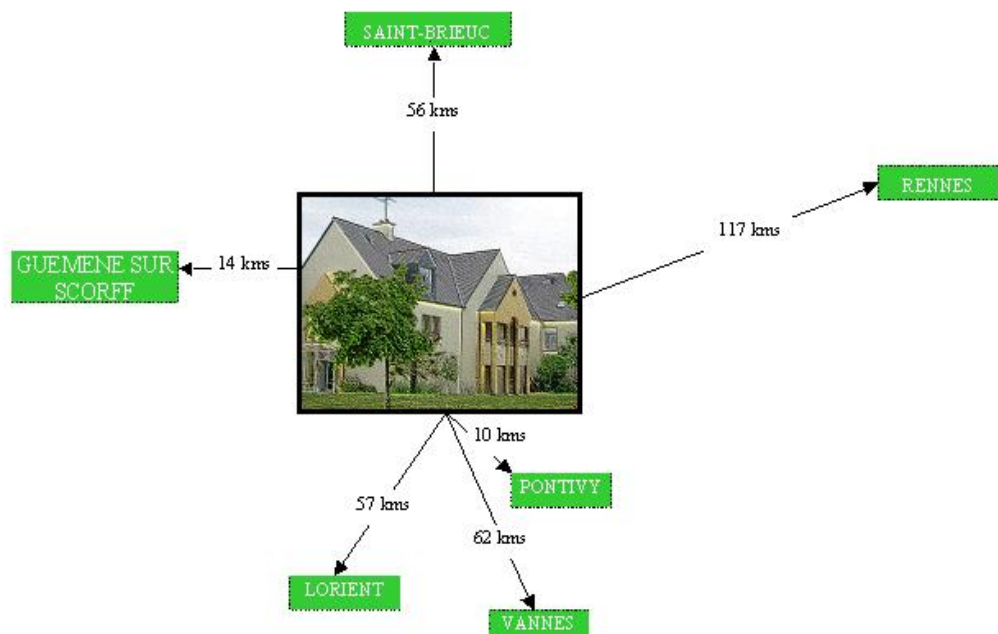 SAINT-BRIEUC
56 kms
RENNES
117 kms
GUEMENE SUR
SCORFF
14 kms
10 kms
PONTIVY
57 kms
62 kms
LORIENT
VANNES